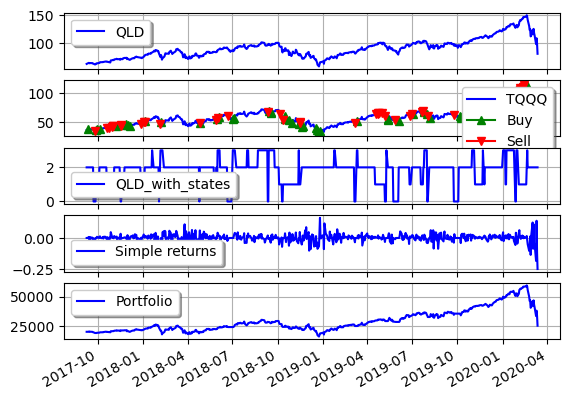 150
QLD
100
100
TQQQ
Buy
50
Sell
2
QLD_with_states
0
0.00
Simple returns
−0.25
50000
Portfolio
25000
2017-10 2018-01 2018-04 2018-07 2018-10 2019-01 2019-04 2019-07 2019-10 2020-01 2020-04